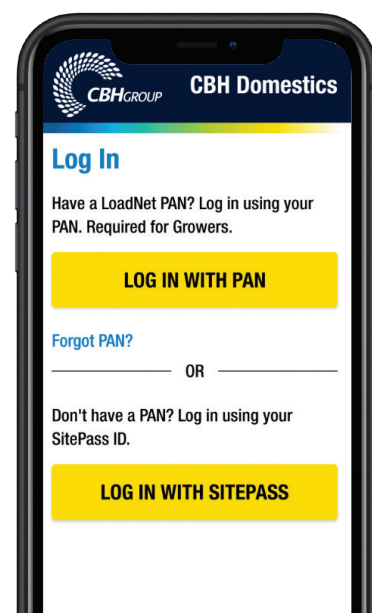 CBHGROUP
CBH Domestics
Log In
Have a LoadNet PAN? Log in using your
PAN. Required for Growers.
LOG IN WITH PAN
Forgot PAN?
OR
Don't have a PAN? Log in using your
SitePass ID.
LOG IN WITH SITEPASS